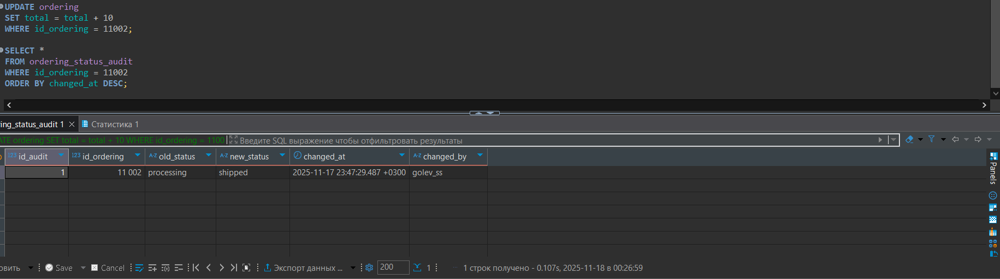 UPDATE ordering
SET total = total + 10
WHERE id_ordering = 11002;
SELECT *
FROM ordering_status_audit
WHERE id_ordering = 11002
ORDER BY changed_at DESC;
ring_status_audit 1 Статистика 1
ATE ordering SET total = total + 10 WHERE id_ordering = 1100 Введите SQL выражение чтобы отфильтровать результаты
123 id_audit 123 id_ordering A-Z old_status A-Z new_status changed_at A-Z changed_by
1 11 002 processing shipped 2025-11-17 23:47:29.487 +0300 golev_ss
Panels
овить Save Cancel Экспорт данных ... 200 1 1 строк получено - 0.107s, 2025-11-18 в 00:26:59